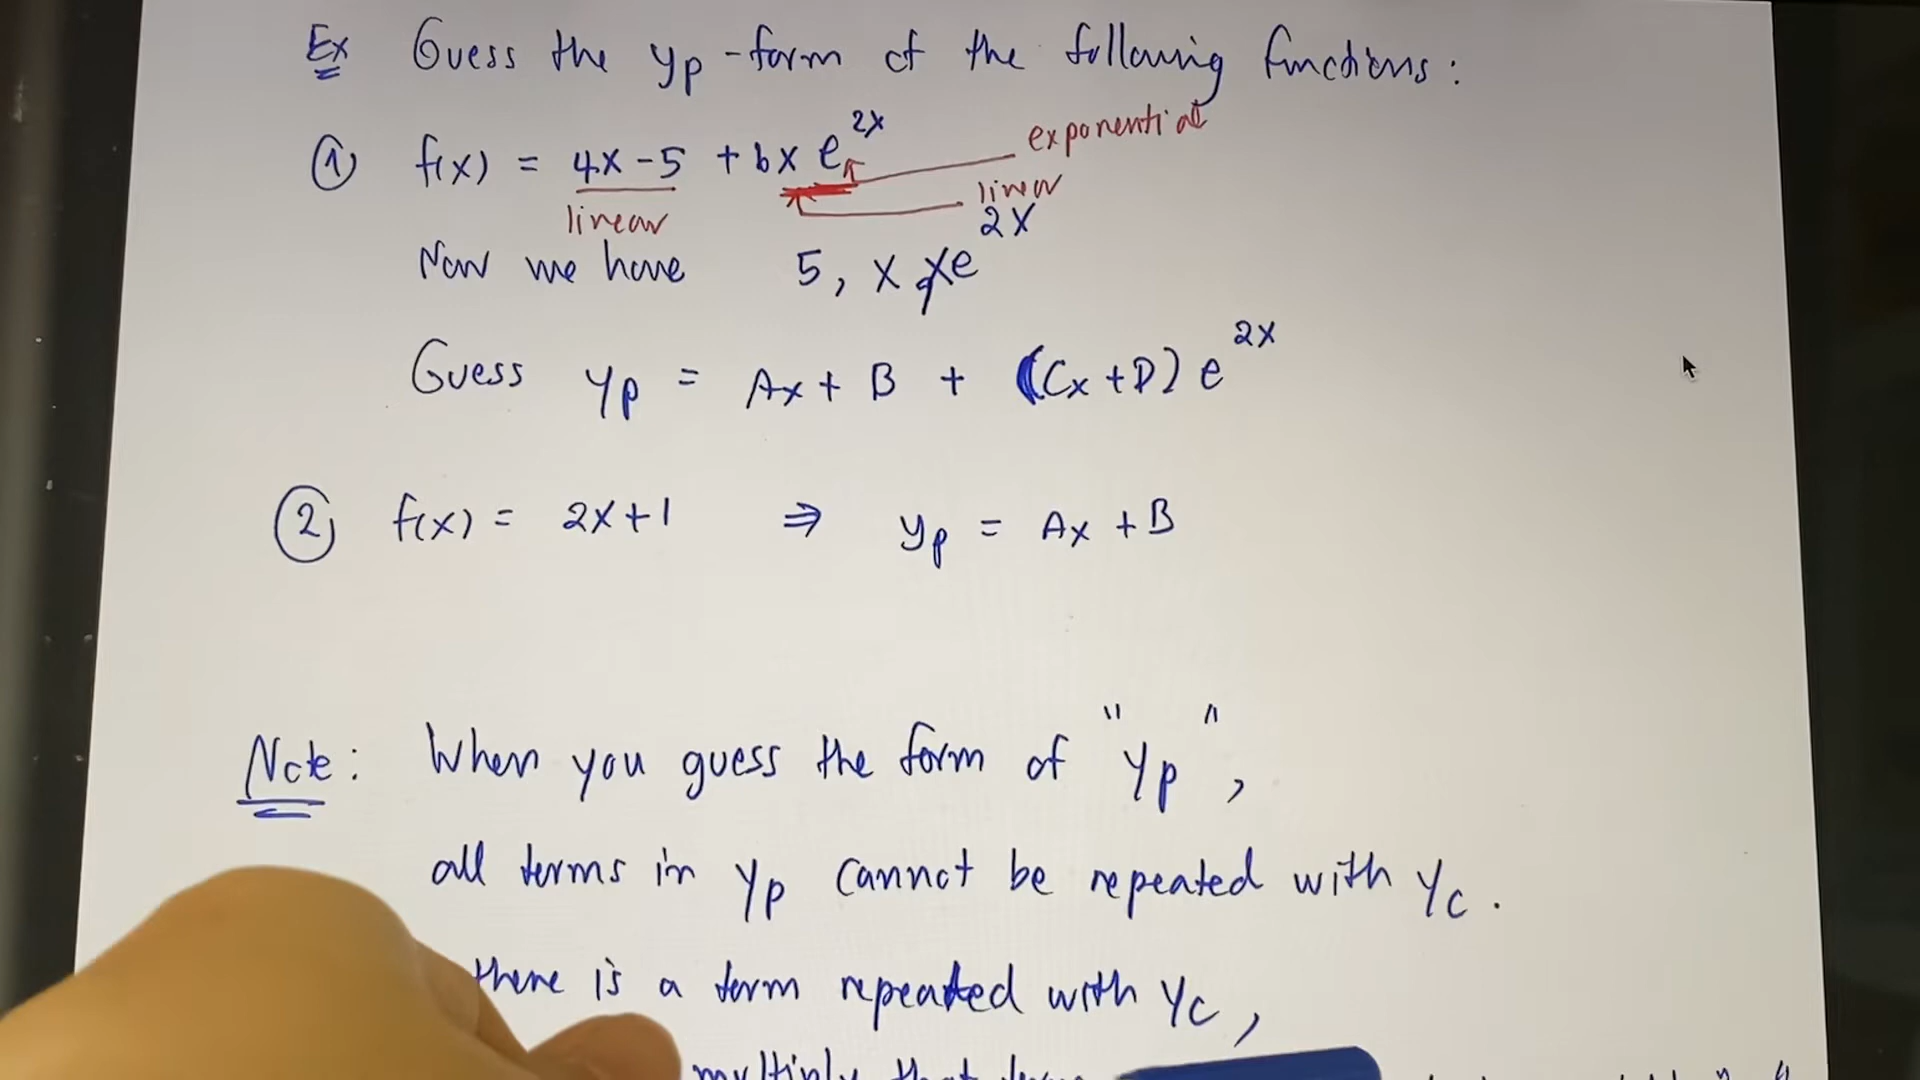 Ex Guess the yp-form of the following functions:
① f(x) = 4x-5 + 6x e^2x
exponential
linear
linear
Now we have 5, x, xe^2x
Guess yp = Ax + B + (Cx + D) e^2x
② f(x) = 2x+1 ⇒ yp = Ax + B
Note: When you guess the form of "yp",
all terms in yp cannot be repeated with yc.
there is a term repeated with yc,
multiply that